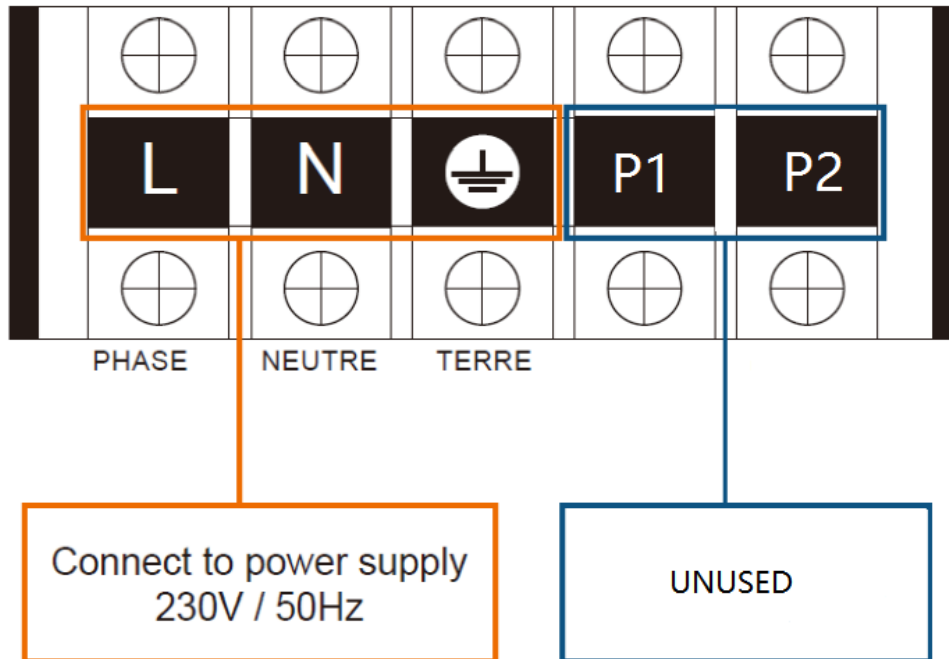 L N P1 P2
PHASE NEUTRE TERRE
Connect to power supply
230V / 50Hz
UNUSED